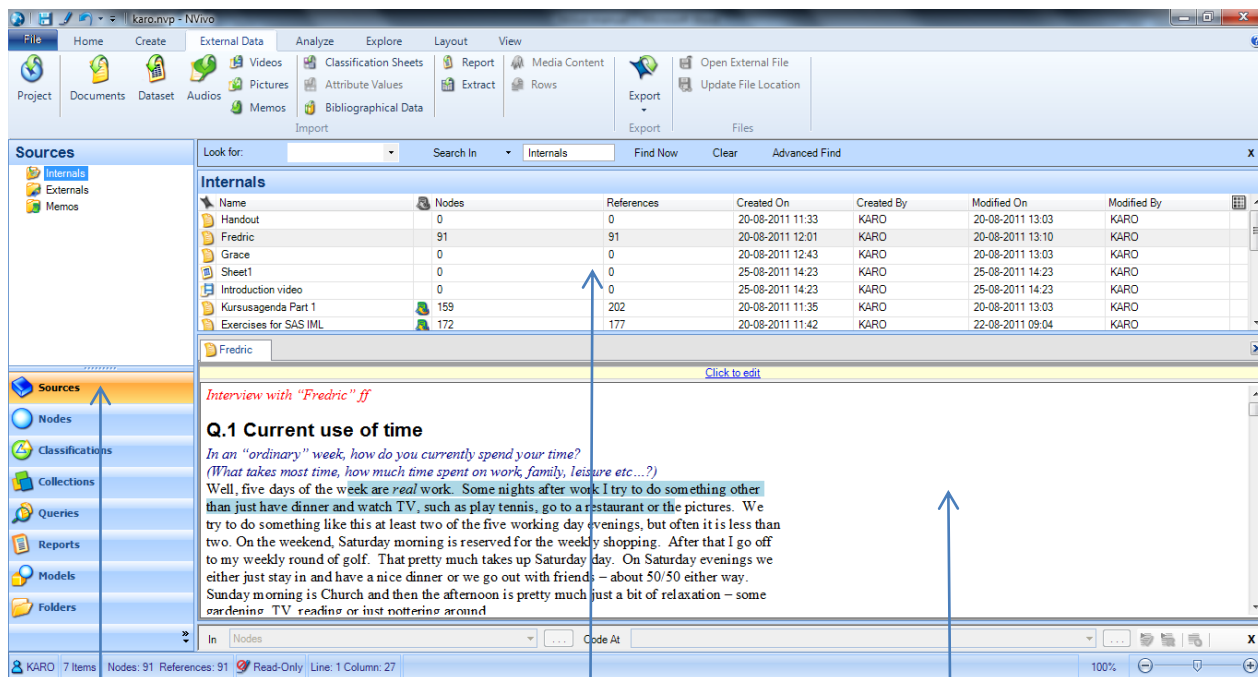 karo.nvp - NVivo
File Home Create External Data Analyze Explore Layout View
Project Documents Dataset Audios Videos Pictures Memos
Classification Sheets Attribute Values Bibliographical Data
Report Extract Media Content Rows
Export
Open External File Update File Location
Import Export Files
Sources
Internals
Externals
Memos
Look for: Search In Internals Find Now Clear Advanced Find x
Internals
Name Nodes References Created On Created By Modified On Modified By
Handout 0 0 20-08-2011 11:33 KARO 20-08-2011 13:03 KARO
Fredric 91 91 20-08-2011 12:01 KARO 20-08-2011 13:10 KARO
Grace 0 0 20-08-2011 12:43 KARO 20-08-2011 13:03 KARO
Sheet1 0 0 25-08-2011 14:23 KARO 25-08-2011 14:23 KARO
Introduction video 0 0 25-08-2011 14:23 KARO 25-08-2011 14:23 KARO
Kursusagenda Part 1 159 202 20-08-2011 11:35 KARO 20-08-2011 13:03 KARO
Exercises for SAS IML 172 177 20-08-2011 11:42 KARO 22-08-2011 09:04 KARO
Fredric
Click to edit
Sources
Nodes
Classifications
Collections
Queries
Reports
Models
Folders
Interview with “Fredric” ff
Q.1 Current use of time
In an “ordinary” week, how do you currently spend your time?
(What takes most time, how much time spent on work, family, leisure etc…?)
Well, five days of the week are real work. Some nights after work I try to do something other
than just have dinner and watch TV, such as play tennis, go to a restaurant or the pictures. We
try to do something like this at least two of the five working day evenings, but often it is less than
two. On the weekend, Saturday morning is reserved for the weekly shopping. After that I go off
to my weekly round of golf. That pretty much takes up Saturday day. On Saturday evenings we
either just stay in and have a nice dinner or we go out with friends – about 50/50 either way.
Sunday morning is Church and then the afternoon is pretty much just a bit of relaxation – some
gardening, TV, reading or just pottering around
In Nodes ... Code At ... x
KARO 7 Items Nodes: 91 References: 91 Read-Only Line: 1 Column: 27 100%